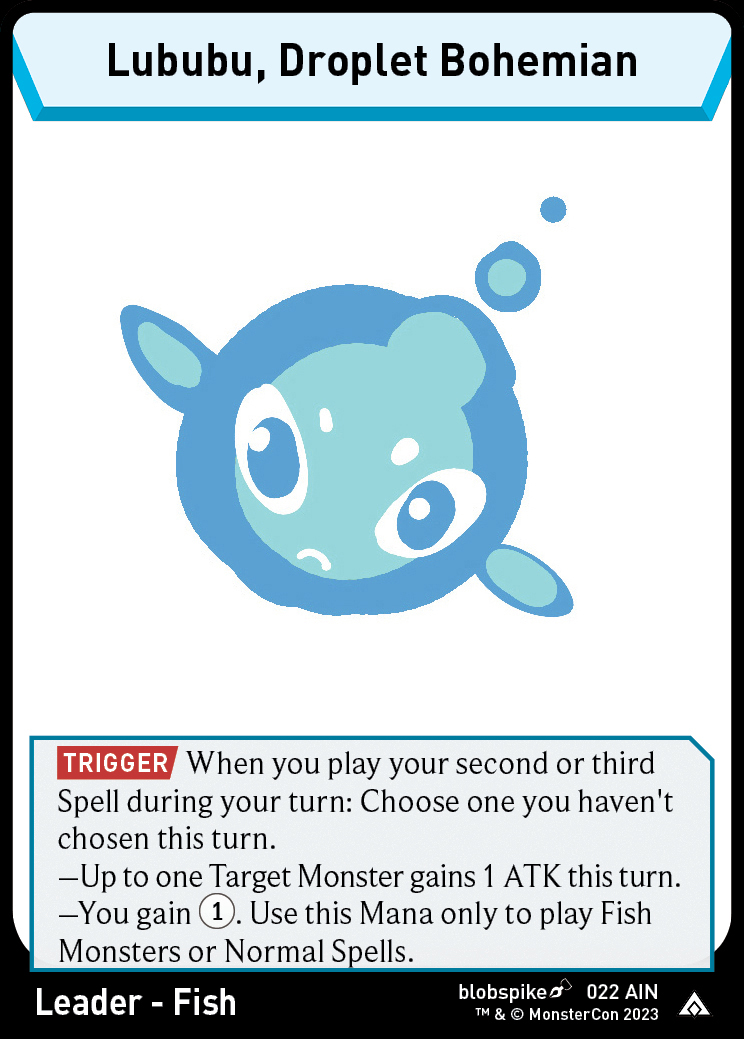 Lububu, Droplet Bohemian
TRIGGER When you play your second or third
Spell during your turn: Choose one you haven't
chosen this turn.
—Up to one Target Monster gains 1 ATK this turn.
—You gain 1. Use this Mana only to play Fish
Monsters or Normal Spells.
Leader - Fish
blobspike 022 AIN
™ & © MonsterCon 2023